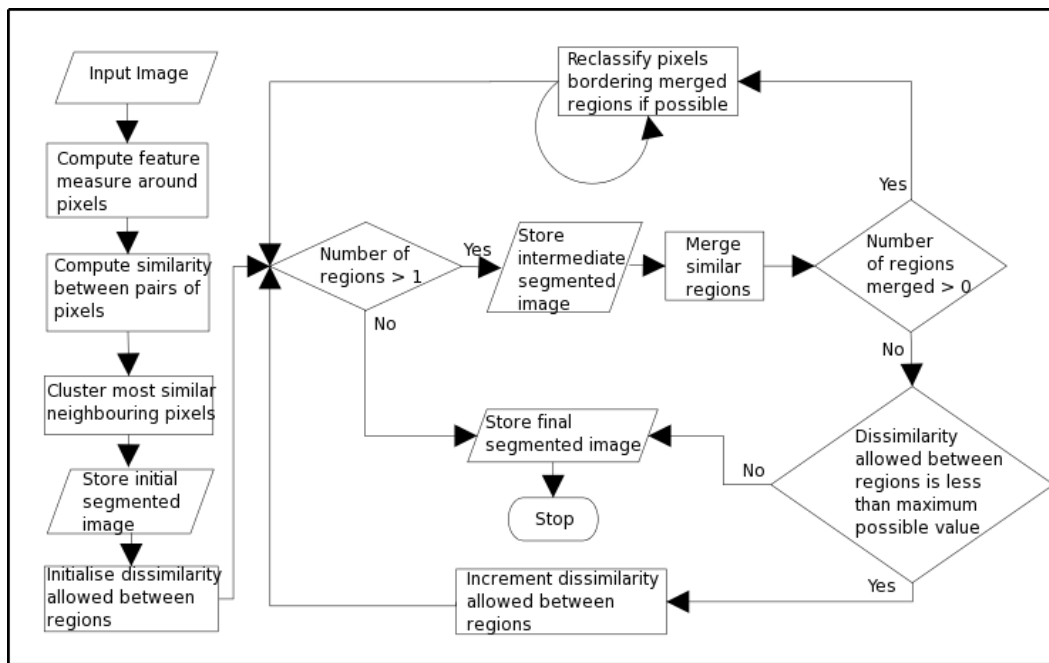 Input Image
Compute feature
measure around
pixels
Compute similarity
between pairs of
pixels
Cluster most similar
neighbouring pixels
Store initial
segmented
image
Initialise dissimilarity
allowed between
regions
Number of
regions > 1
Yes
No
Store
intermediate
segmented
image
Merge
similar
regions
Number
of regions
merged > 0
Yes
No
Reclassify pixels
bordering merged
regions if possible
Dissimilarity
allowed between
regions is less
than maximum
possible value
No
Yes
Store final
segmented image
Stop
Increment dissimilarity
allowed between
regions